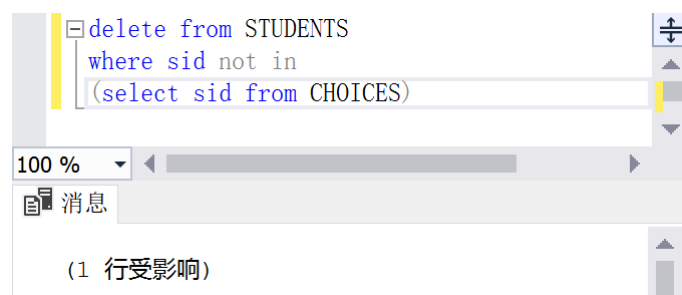 delete from STUDENTS
where sid not in
(select sid from CHOICES)
100 %
消息
(1 行受影响)